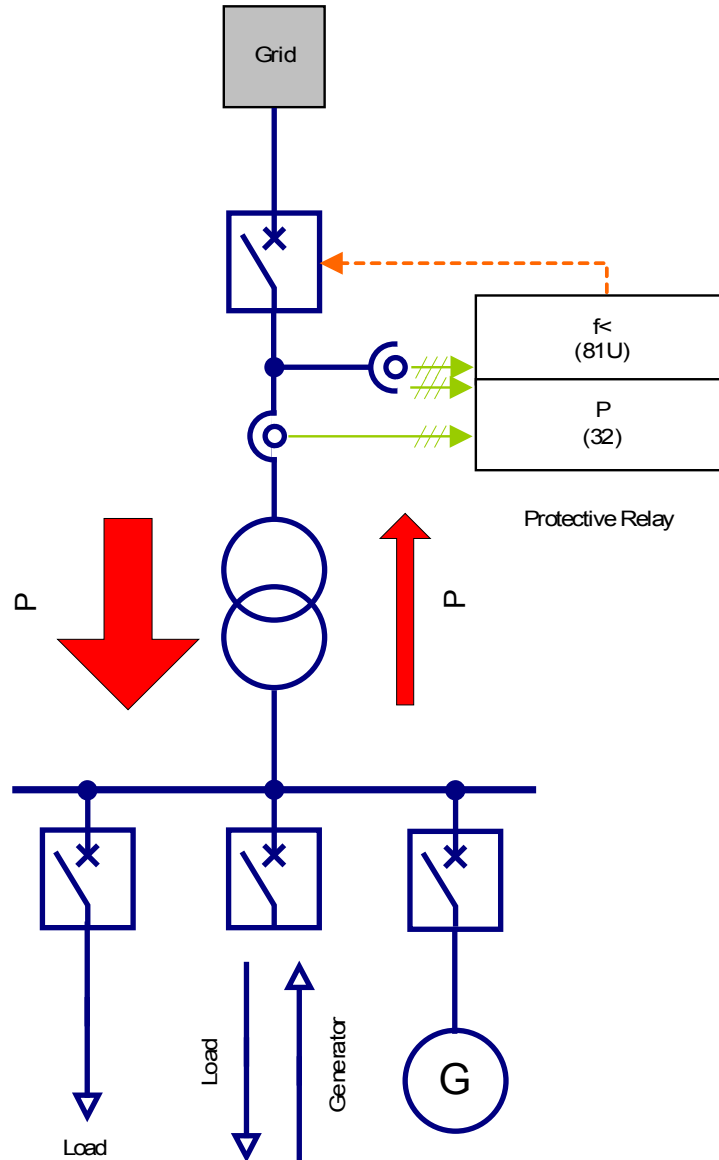 Grid
f<
(81U)
P
(32)
Protective Relay
P
P
Load
Generator
G
Load